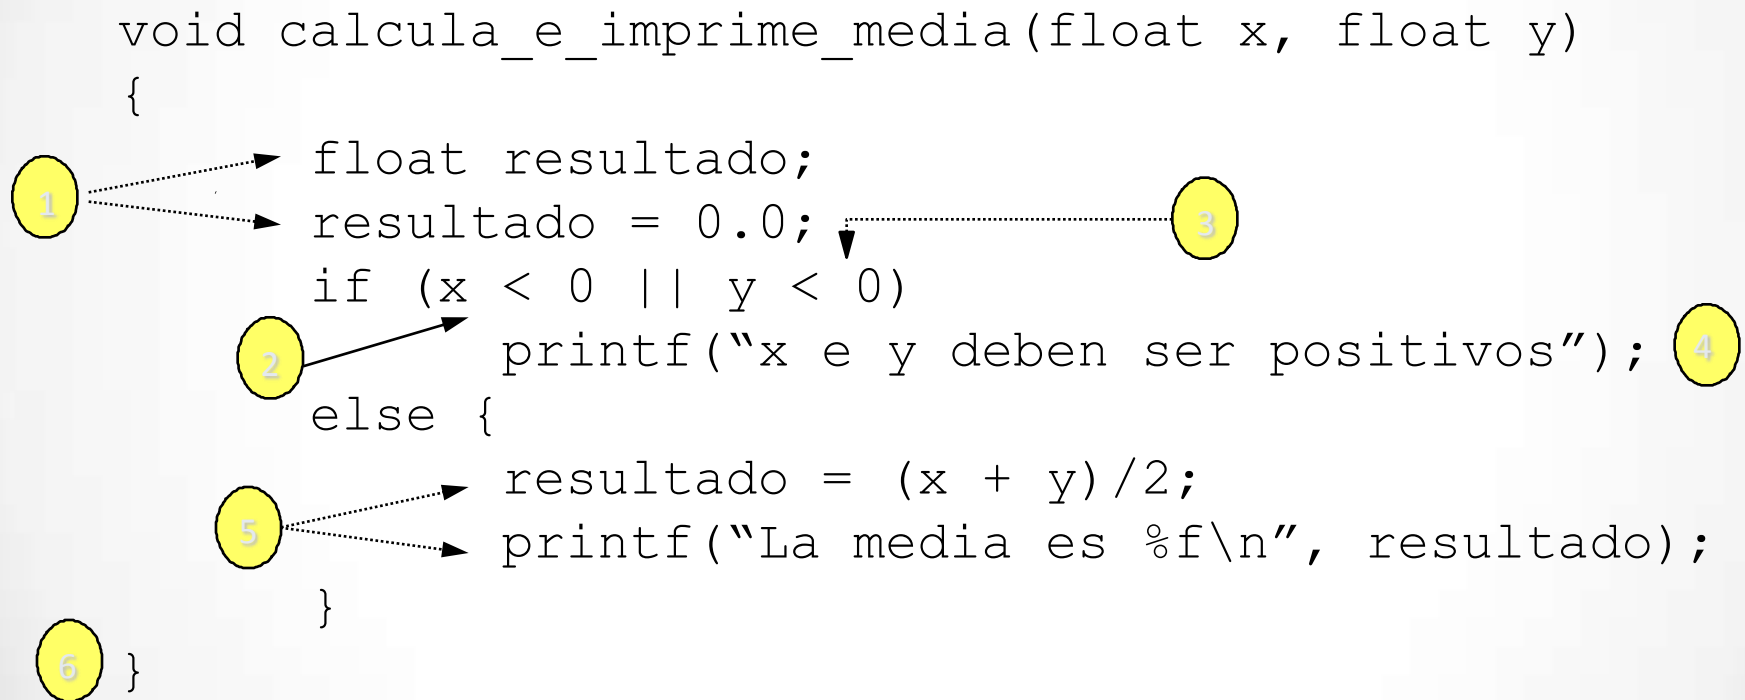 void calcula_e_imprime_media(float x, float y)
{
float resultado;
1
resultado = 0.0;
3
if (x < 0 || y < 0)
2
printf(“x e y deben ser positivos”);
4
else {
resultado = (x + y)/2;
5
printf(“La media es %f\n”, resultado);
}
6
}